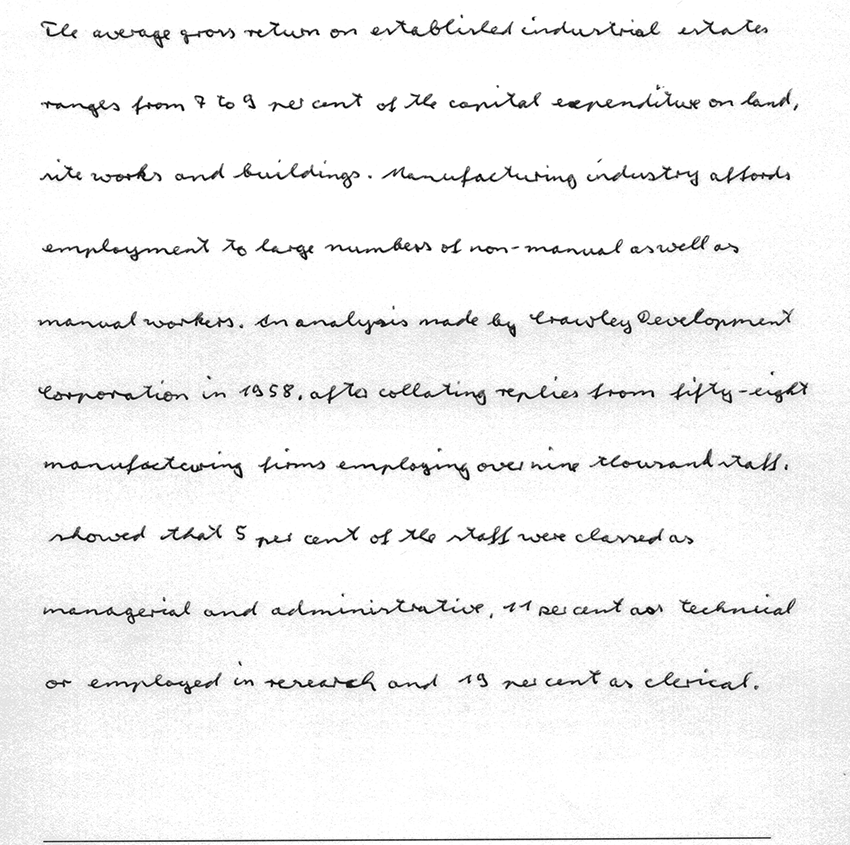 The average gross return on established industrial estates
ranges from 7 to 9 per cent of the capital expenditure on land,
site works and buildings. Manufacturing industry affords
employment to large numbers of non-manual as well as
manual workers. An analysis made by Crawley Development
Corporation in 1958, after collating replies from fifty-eight
manufacturing firms employing over nine thousand staff,
showed that 5 per cent of the staff were classed as
managerial and administrative, 11 per cent as technical
or employed in research and 19 per cent as clerical.